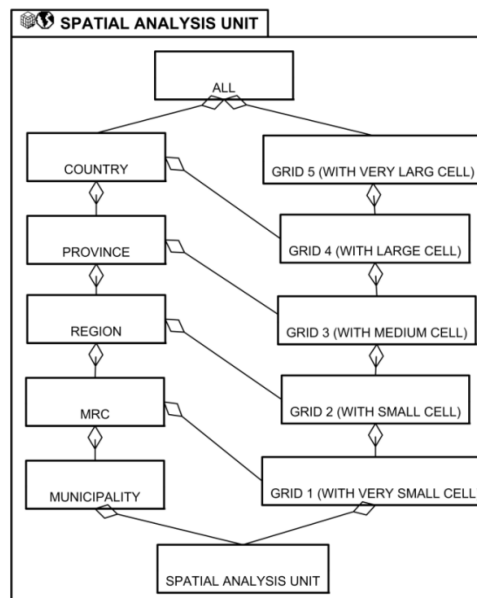 SPATIAL ANALYSIS UNIT
ALL
COUNTRY
GRID 5 (WITH VERY LARG CELL)
PROVINCE
GRID 4 (WITH LARGE CELL)
REGION
GRID 3 (WITH MEDIUM CELL)
MRC
GRID 2 (WITH SMALL CELL)
MUNICIPALITY
GRID 1 (WITH VERY SMALL CELL
SPATIAL ANALYSIS UNIT